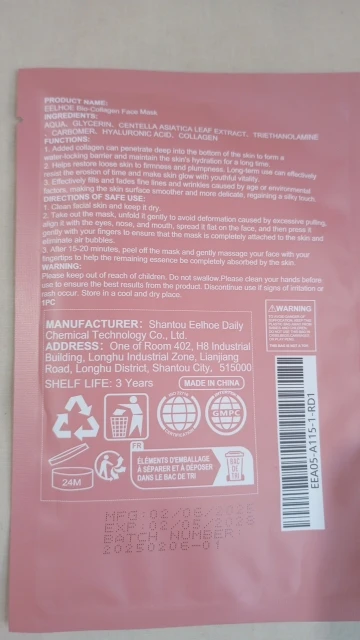 PRODUCT NAME:
EELHOE Bio-Collagen Face Mask
INGREDIENTS:
AQUA, GLYCERIN, CENTELLA ASIATICA LEAF EXTRACT, TRIETHANOLAMINE
, CARBOMER, HYALURONIC ACID, COLLAGEN
FUNCTIONS:
1. Added collagen can penetrate deep into the bottom of the skin to form a
water-locking barrier and maintain the skin's hydration for a long time.
2. Helps restore loose skin to firmness and plumpness. Long-term use can effectively
resist the erosion of time and make skin glow with youthful vitality.
3. Effectively fills and fades fine lines and wrinkles caused by age or environmental
factors, making the skin surface smoother and more delicate, regaining a silky touch.
DIRECTIONS OF SAFE USE:
1. Clean facial skin and keep it dry.
2. Take out the mask, unfold it gently to avoid deformation caused by excessive pulling,
align it with the eyes, nose, and mouth, spread it flat on the face, and then press it
gently with your fingers to ensure that the mask is completely attached to the skin and
eliminate air bubbles.
3. After 15-20 minutes, peel off the mask and gently massage your face with your
fingertips to help the remaining essence be completely absorbed by the skin.
WARNING:
Please keep out of reach of children. Do not swallow.Please clean your hands before
use to ensure the best results from the product. Discontinue use if signs of irritation or
rash occur. Store in a cool and dry place.
1PC
WARNING
MANUFACTURER: Shantou Eelhoe Daily
Chemical Technology Co., Ltd.
ADDRESS: One of Room 402, H8 Industrial
Building, Longhu Industrial Zone, Lianjiang
Road, Longhu District, Shantou City, 515000
SHELF LIFE: 3 Years
MADE IN CHINA
GMPC
FR
ÉLÉMENTS D'EMBALLAGE
À SÉPARER ET À DÉPOSER
DANS LE BAC DE TRI
BAC
DE
TRI
24M
EEA05-A115-1-RD1
MFG:02/06/2025
EXP:02/05/2028
BATCH NUMBER:
20250206-01